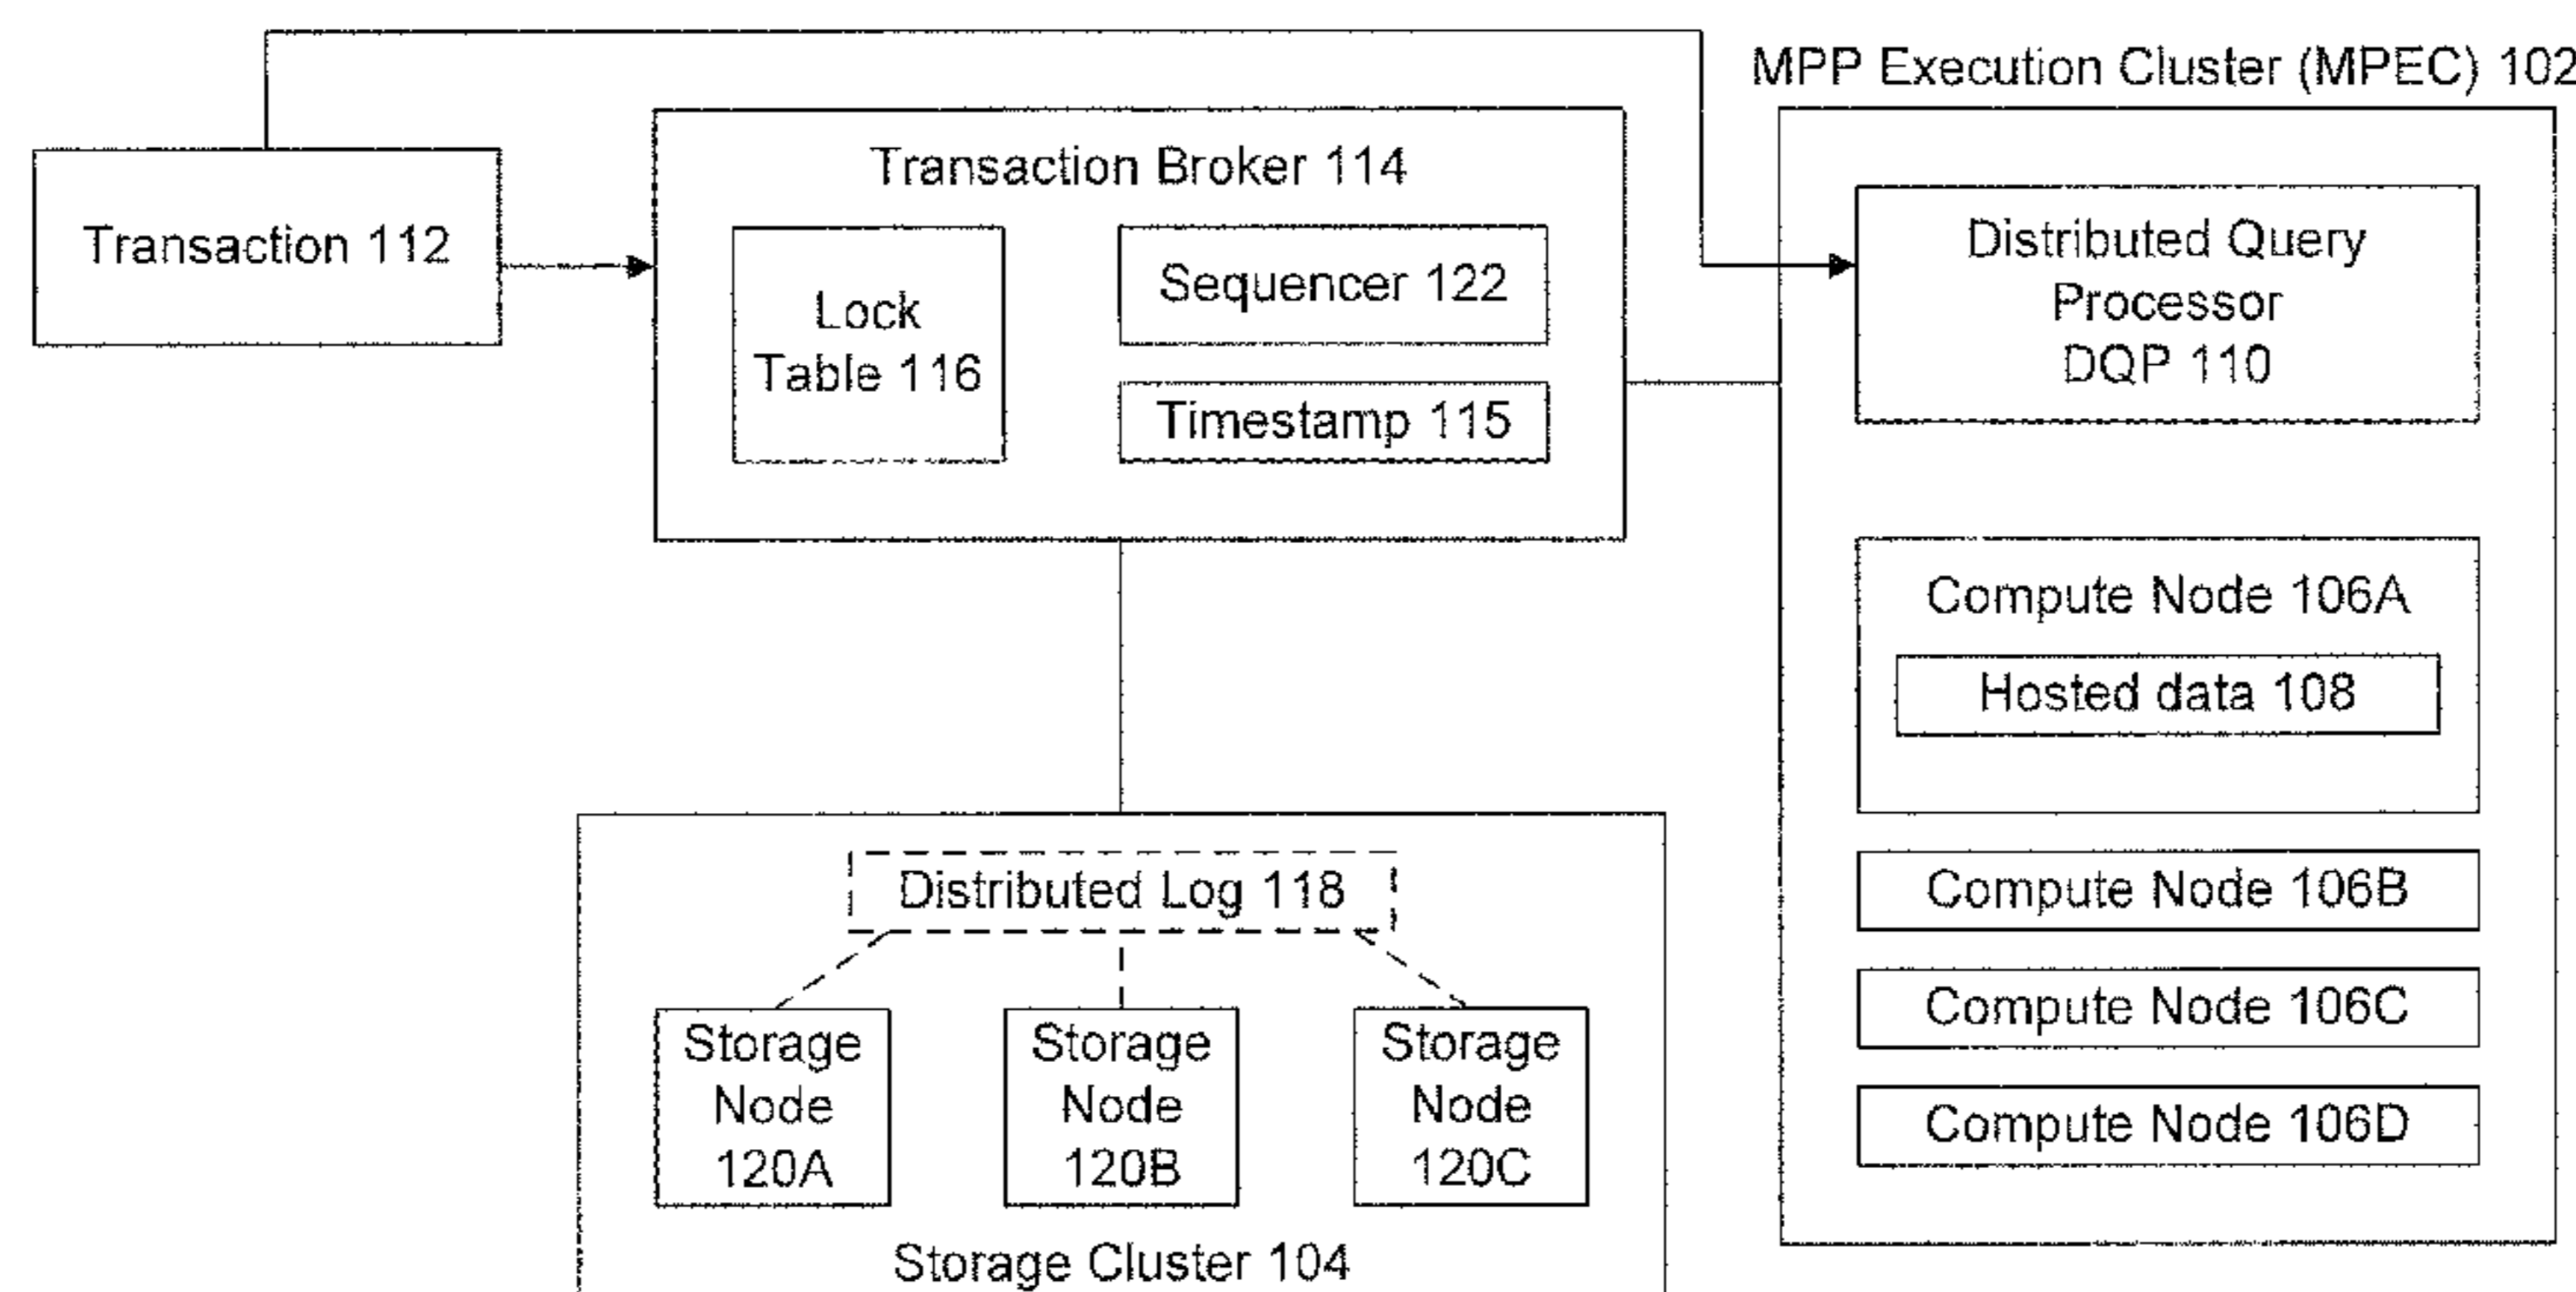 MPP Execution Cluster (MPEC) 102
Transaction 112
Transaction Broker 114
Lock
Table 116
Sequencer 122
Timestamp 115
Distributed Query
Processor
DQP 110
Compute Node 106A
Hosted data 108
Compute Node 106B
Compute Node 106C
Compute Node 106D
Distributed Log 118
Storage
Node
120A
Storage
Node
120B
Storage
Node
120C
Storage Cluster 104